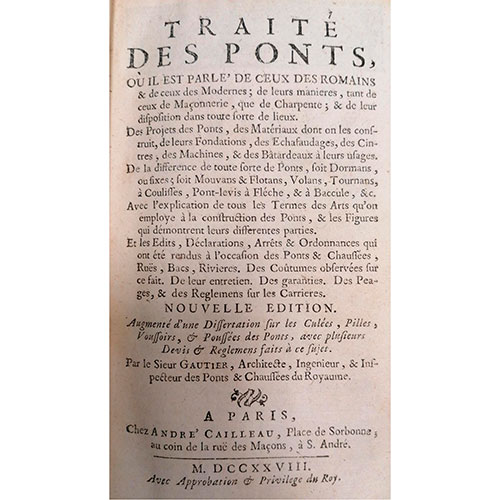 TRAITÉ
DES PONTS,
OÙ IL EST PARLE' DE CEUX DES ROMAINS
& de ceux des Modernes ; de leurs manieres, tant de
ceux de Maçonnerie, que de Charpente ; & de leur
disposition dans toute sorte de lieux.
Des Projets des Ponts, des Matériaux dont on les cons-
truit, de leurs Fondations, des Echafaudages, des Cin-
tres, des Machines, & des Bâtardeaux à leurs usages.
De la difference de toute sorte de Ponts, soit Dormans,
ou fixes ; soit Mouvans & Flotans, Volans, Tournans,
à Coulisses, Pont-levis à Fléche, & à Baccule, &c.
Avec l'explication de tous les Termes des Arts qu'on
employe à la construction des Ponts, & les Figures
qui démontrent leurs differentes parties.
Et les Edits, Déclarations, Arrêts & Ordonnances qui
ont été rendus à l'occasion des Ponts & Chaussées,
Ruës, Bacs, Rivieres. Des Coûtumes observées sur
ce fait. De leur entretien. Des garanties. Des Pea-
ges, & des Reglemens sur les Carrieres.
NOUVELLE EDITION.
Augmenté d'une Dissertation sur les Culées, Pilles,
Voussoirs, & Poussées des Ponts, avec plusieurs
Devis & Reglemens faits à ce sujet.
Par le Sieur GAUTIER, Architecte, Ingenieur, & Ins-
pecteur des Ponts & Chaussées du Royaume.
A PARIS,
Chez ANDRE' CAILLEAU, Place de Sorbonne ;
au coin de la ruë des Maçons, à S. André.
M. DCCXXVIII.
Avec Approbation & Privilege du Roy.